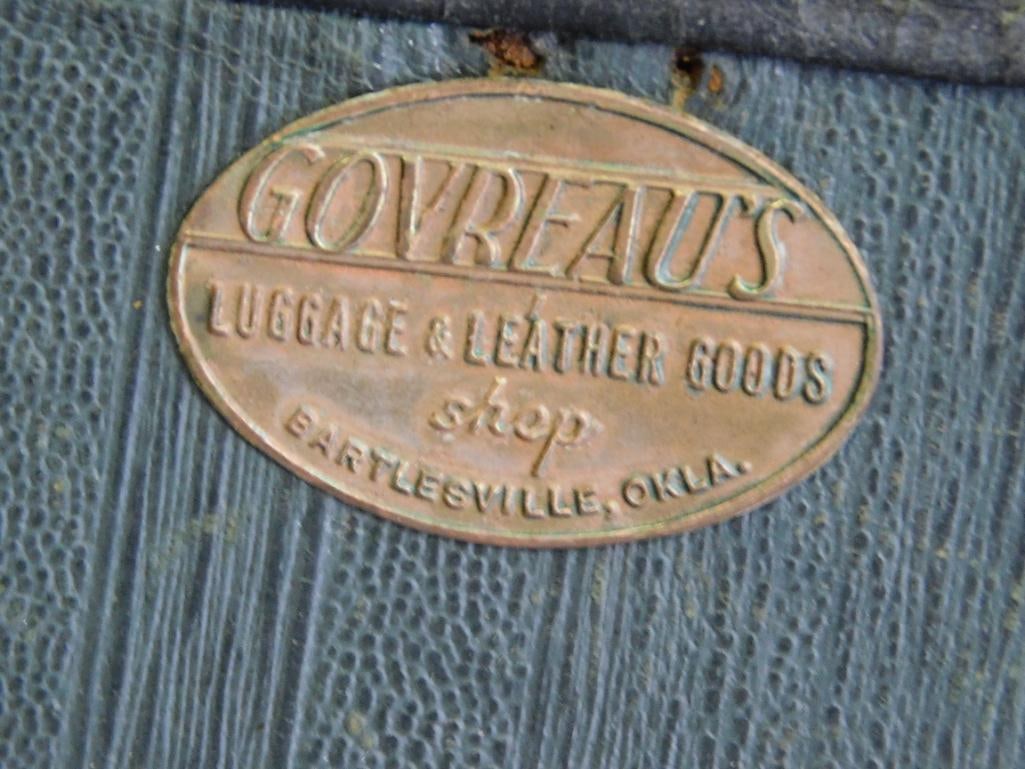 GOVREAU'S
LUGGAGE & LEATHER GOODS
shop
BARTLESVILLE, OKLA.